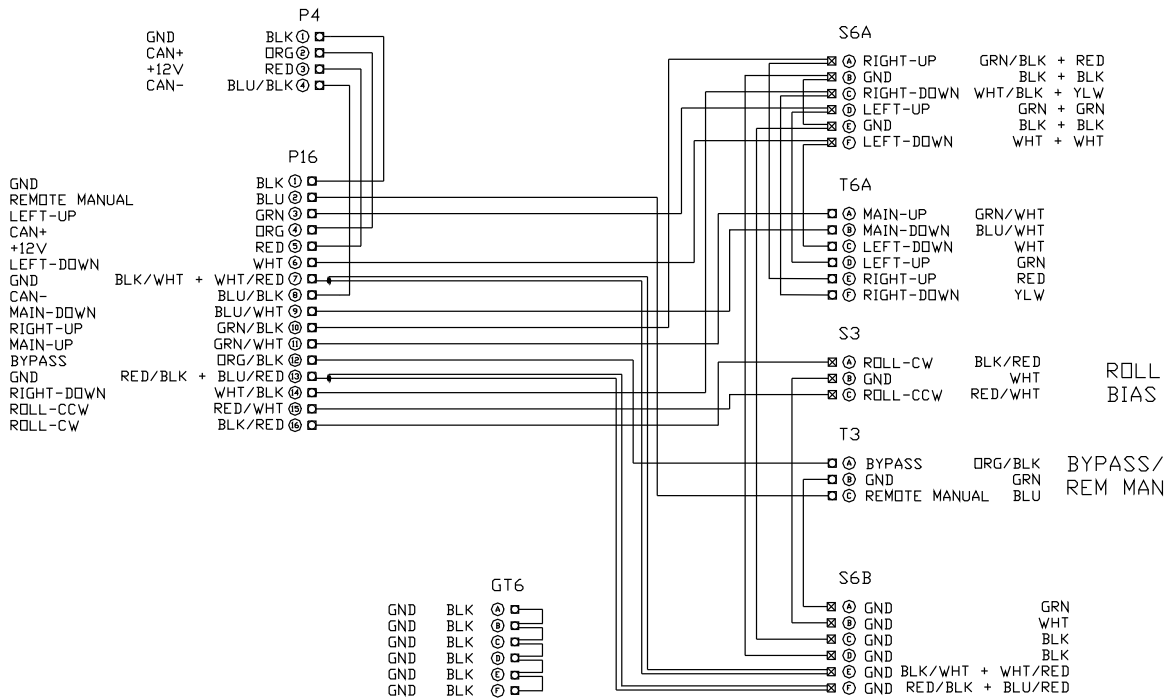 P4
GND BLK 1
CAN+ ORG 2
+12V RED 3
CAN- BLU/BLK 4
P16
GND BLK 1
REMOTE MANUAL BLU 2
LEFT-UP GRN 3
CAN+ ORG 4
+12V RED 5
LEFT-DOWN WHT 6
GND BLK/WHT + WHT/RED 7
CAN- BLU/BLK 8
MAIN-DOWN BLU/WHT 9
RIGHT-UP GRN/BLK 10
MAIN-UP GRN/WHT 11
BYPASS ORG/BLK 12
GND RED/BLK + BLU/RED 13
RIGHT-DOWN WHT/BLK 14
ROLL-CCW RED/WHT 15
ROLL-CW BLK/RED 16
S6A
A RIGHT-UP GRN/BLK + RED
B GND BLK + BLK
C RIGHT-DOWN WHT/BLK + YLW
D LEFT-UP GRN + GRN
E GND BLK + BLK
F LEFT-DOWN WHT + WHT
T6A
A MAIN-UP GRN/WHT
B MAIN-DOWN BLU/WHT
C LEFT-DOWN WHT
D LEFT-UP GRN
E RIGHT-UP RED
F RIGHT-DOWN YLW
S3
A ROLL-CW BLK/RED
B GND WHT
C ROLL-CCW RED/WHT
ROLL
BIAS
T3
A BYPASS ORG/BLK
B GND GRN
C REMOTE MANUAL BLU
BYPASS/
REM MAN
GT6
GND BLK A
GND BLK B
GND BLK C
GND BLK D
GND BLK E
GND BLK F
S6B
A GND GRN
B GND WHT
C GND BLK
D GND BLK
E GND BLK/WHT + WHT/RED
F GND RED/BLK + BLU/RED